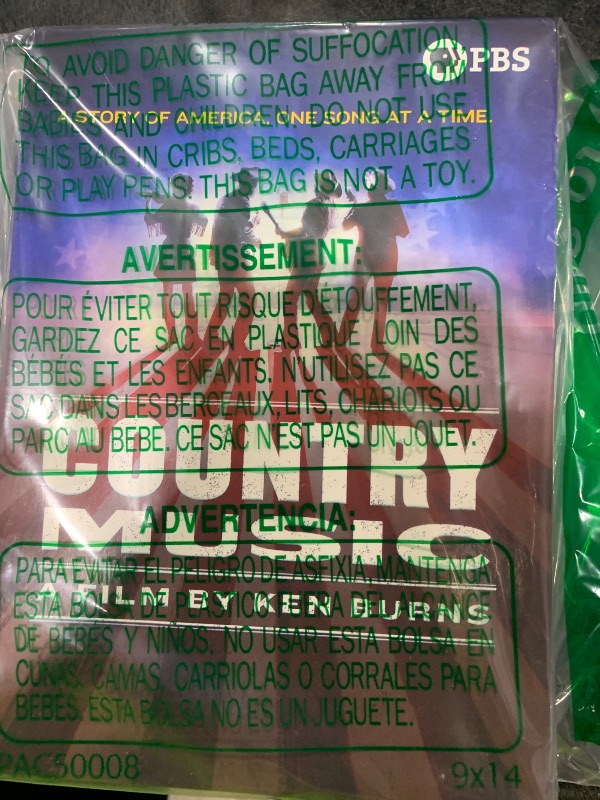 TO AVOID DANGER OF SUFFOCATION,
PBS
KEEP THIS PLASTIC BAG AWAY FROM
A STORY OF AMERICA. ONE SONG AT A TIME.
BABIES AND CHILDREN. DO NOT USE
THIS BAG IN CRIBS, BEDS, CARRIAGES
OR PLAY PENS. THIS BAG IS NOT A TOY.
AVERTISSEMENT:
POUR ÉVITER TOUT RISQUE D'ÉTOUFFEMENT,
GARDEZ CE SAC EN PLASTIQUE LOIN DES
BÉBÉS ET LES ENFANTS. N'UTILISEZ PAS CE
SAC DANS LES BERCEAUX, LITS, CHARIOTS OU
PARC AU BEBE. CE SAC N'EST PAS UN JOUET.
COUNTRY
MUSIC
ADVERTENCIA:
PARA EVITAR EL PELIGRO DE ASFIXIA, MANTENGA
A FILM BY KEN BURNS
ESTA BOLSA DE PLASTICO FUERA DEL ALCANCE
DE BEBES Y NIÑOS. NO USAR ESTA BOLSA EN
CUNAS, CAMAS, CARRIOLAS O CORRALES PARA
BEBES. ESTA BOLSA NO ES UN JUGUETE.
PAC50008
9x14